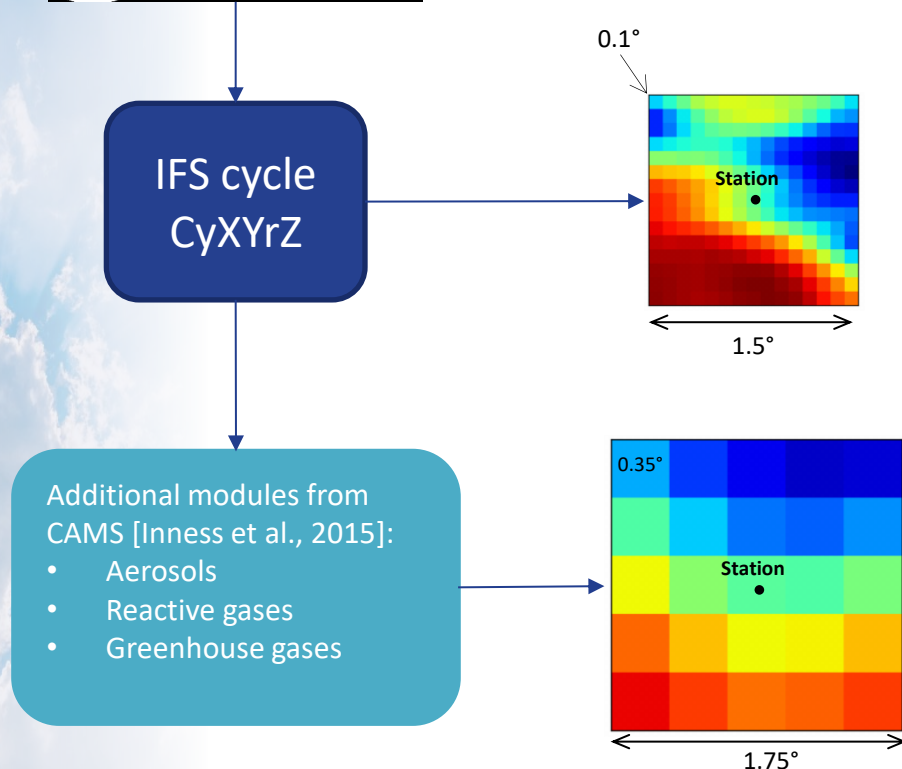 0.1°
IFS cycle
CyXYrZ
Station
1.5°
Additional modules from
CAMS [Inness et al., 2015]:
• Aerosols
• Reactive gases
• Greenhouse gases
0.35°
Station
1.75°